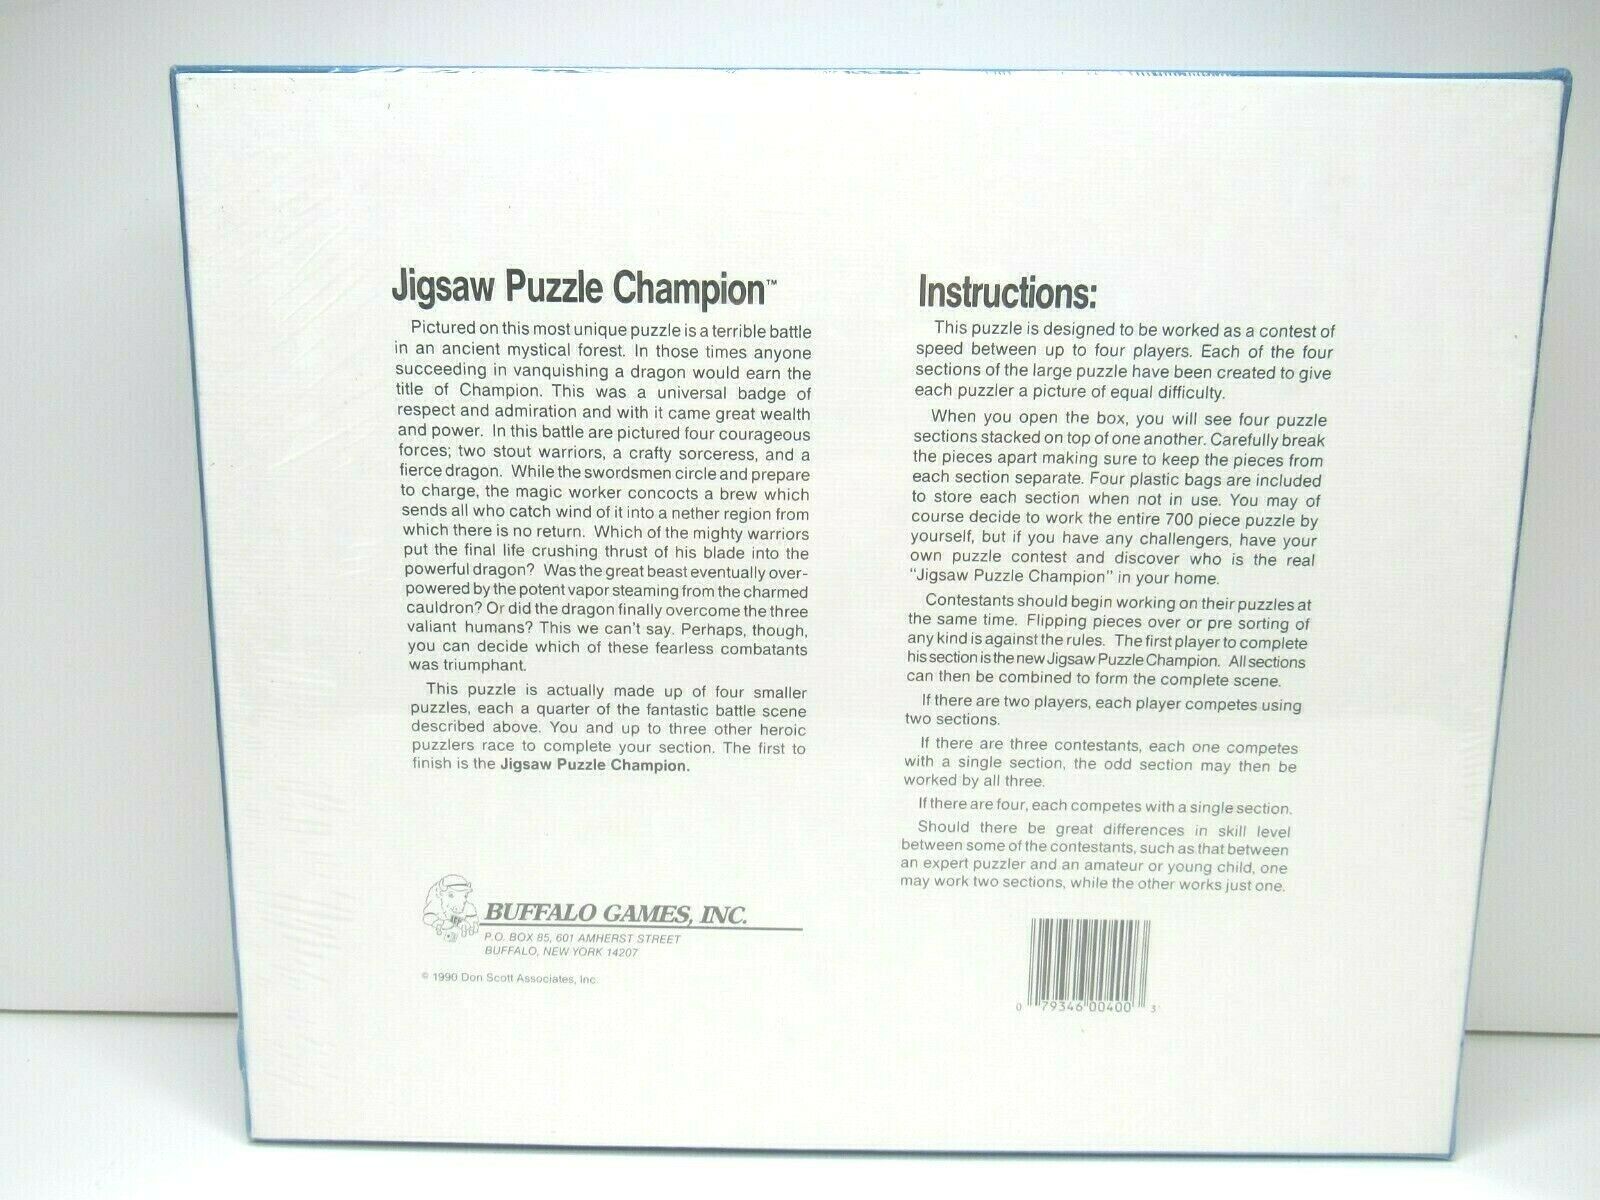 Jigsaw Puzzle Champion™
Pictured on this most unique puzzle is a terrible battle
in an ancient mystical forest. In those times anyone
succeeding in vanquishing a dragon would earn the
title of Champion. This was a universal badge of
respect and admiration and with it came great wealth
and power. In this battle are pictured four courageous
forces; two stout warriors, a crafty sorceress, and a
fierce dragon. While the swordsmen circle and prepare
to charge, the magic worker concocts a brew which
sends all who catch wind of it into a nether region from
which there is no return. Which of the mighty warriors
put the final life crushing thrust of his blade into the
powerful dragon? Was the great beast eventually over-
powered by the potent vapor steaming from the charmed
cauldron? Or did the dragon finally overcome the three
valiant humans? This we can't say. Perhaps, though,
you can decide which of these fearless combatants
was triumphant.
This puzzle is actually made up of four smaller
puzzles, each a quarter of the fantastic battle scene
described above. You and up to three other heroic
puzzlers race to complete your section. The first to
finish is the Jigsaw Puzzle Champion.
BUFFALO GAMES, INC.
P.O. BOX 85, 601 AMHERST STREET
BUFFALO, NEW YORK 14207
© 1990 Don Scott Associates, Inc.
Instructions:
This puzzle is designed to be worked as a contest of
speed between up to four players. Each of the four
sections of the large puzzle have been created to give
each puzzler a picture of equal difficulty.
When you open the box, you will see four puzzle
sections stacked on top of one another. Carefully break
the pieces apart making sure to keep the pieces from
each section separate. Four plastic bags are included
to store each section when not in use. You may of
course decide to work the entire 700 piece puzzle by
yourself, but if you have any challengers, have your
own puzzle contest and discover who is the real
"Jigsaw Puzzle Champion" in your home.
Contestants should begin working on their puzzles at
the same time. Flipping pieces over or pre sorting of
any kind is against the rules. The first player to complete
his section is the new Jigsaw Puzzle Champion. All sections
can then be combined to form the complete scene.
If there are two players, each player competes using
two sections.
If there are three contestants, each one competes
with a single section, the odd section may then be
worked by all three.
If there are four, each competes with a single section.
Should there be great differences in skill level
between some of the contestants, such as that between
an expert puzzler and an amateur or young child, one
may work two sections, while the other works just one.
0 79346 00400 3